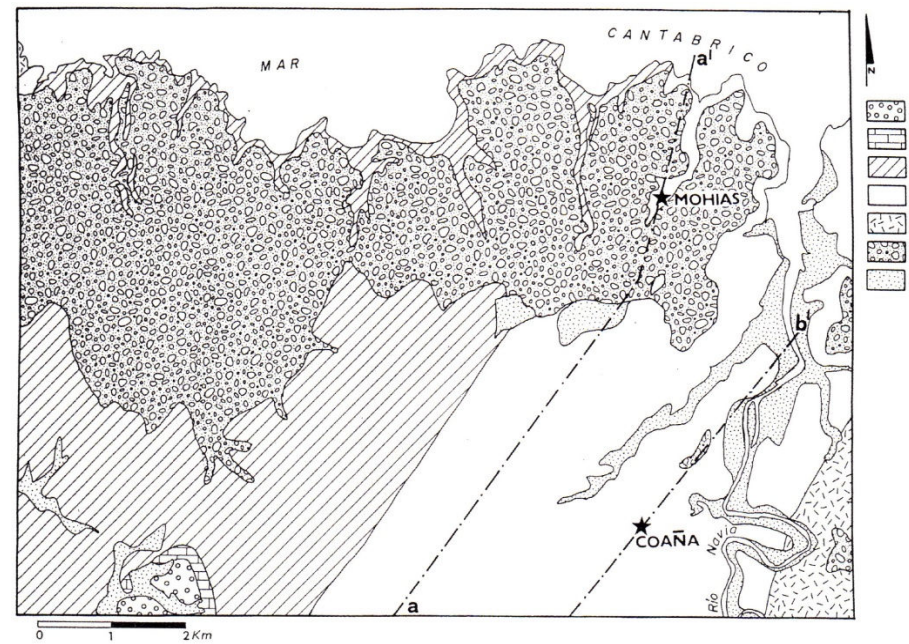 MAR CANTABRICO
a'
N
MOHIAS
b'
COAÑA
Río Navia
a
0 1 2 Km